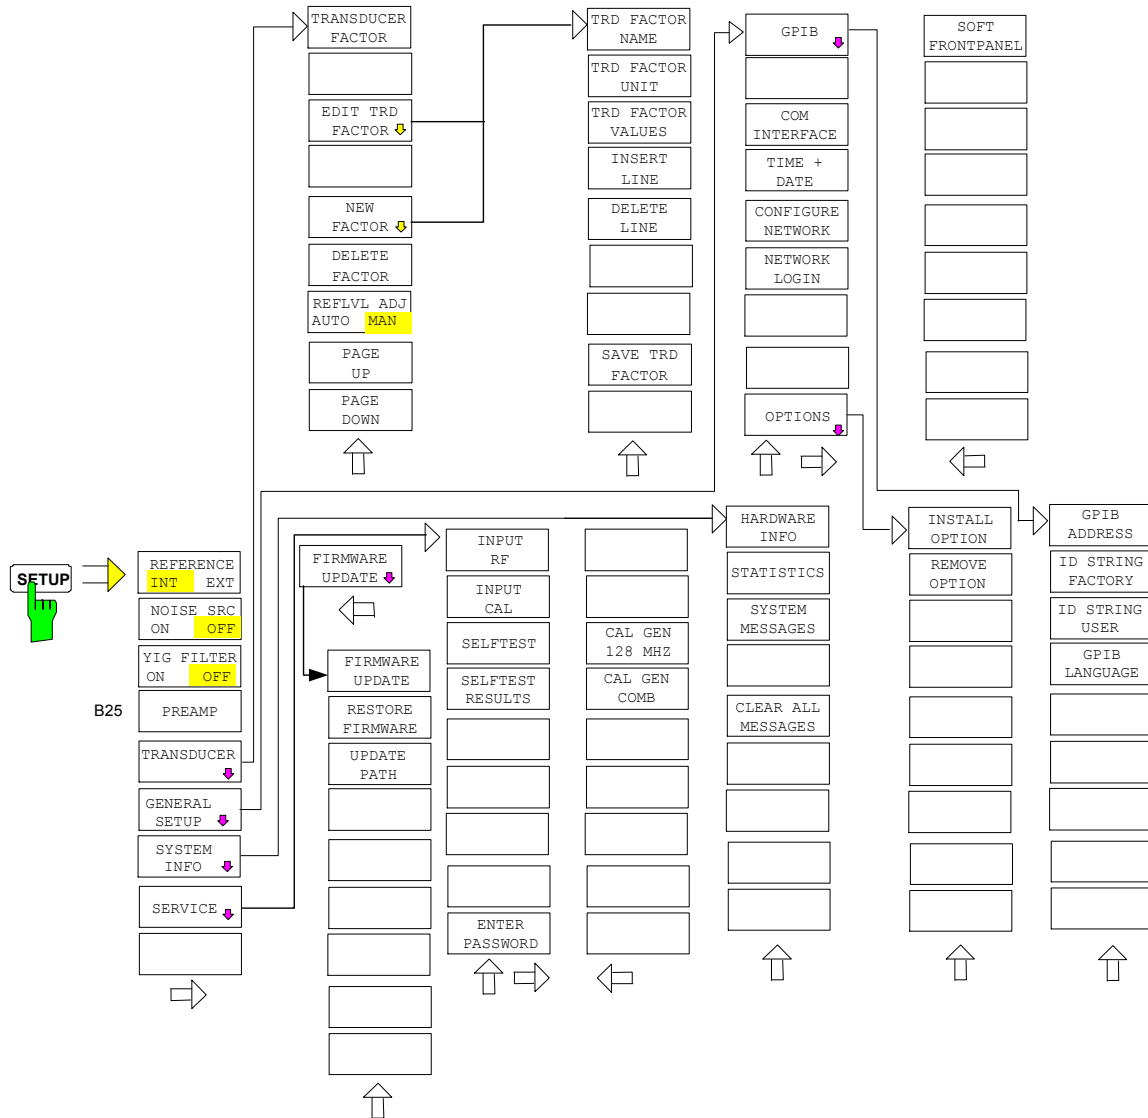 TRANSDUCER
FACTOR
EDIT TRD
FACTOR
NEW
FACTOR
DELETE
FACTOR
REFLVL ADJ
AUTO MAN
PAGE
UP
PAGE
DOWN
TRD FACTOR
NAME
TRD FACTOR
UNIT
TRD FACTOR
VALUES
INSERT
LINE
DELETE
LINE
SAVE TRD
FACTOR
GPIB
COM
INTERFACE
TIME +
DATE
CONFIGURE
NETWORK
NETWORK
LOGIN
OPTIONS
SOFT
FRONTPANEL
SETUP
REFERENCE
INT EXT
NOISE SRC
ON OFF
YIG FILTER
ON OFF
B25
PREAMP
TRANSDUCER
GENERAL
SETUP
SYSTEM
INFO
SERVICE
FIRMWARE
UPDATE
FIRMWARE
UPDATE
RESTORE
FIRMWARE
UPDATE
PATH
INPUT
RF
INPUT
CAL
SELFTEST
SELFTEST
RESULTS
ENTER
PASSWORD
CAL GEN
128 MHZ
CAL GEN
COMB
HARDWARE
INFO
STATISTICS
SYSTEM
MESSAGES
CLEAR ALL
MESSAGES
INSTALL
OPTION
REMOVE
OPTION
GPIB
ADDRESS
ID STRING
FACTORY
ID STRING
USER
GPIB
LANGUAGE